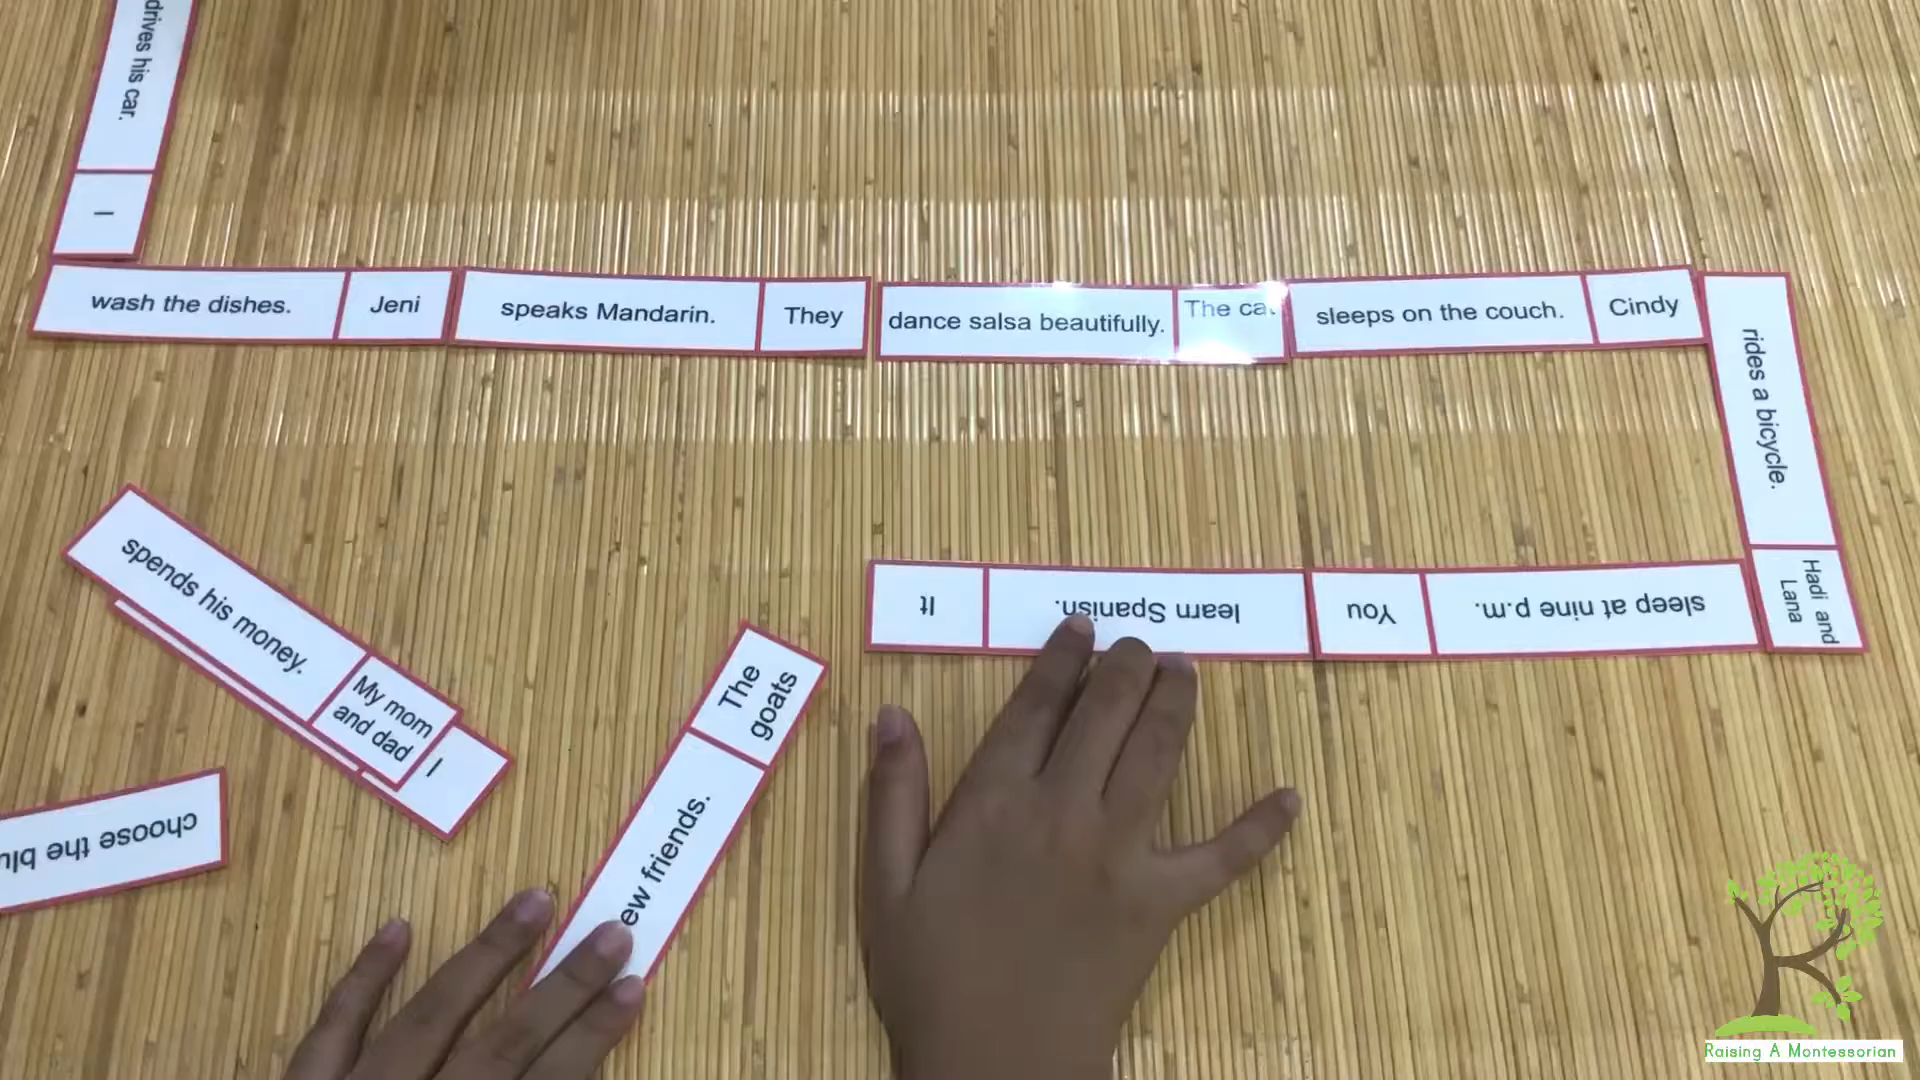 drives his car.
I
wash the dishes.
Jeni
speaks Mandarin.
They
dance salsa beautifully.
The
sleeps on the couch.
Cindy
rides a bicycle.
Hadi and
Lana
sleep at nine p.m.
You
learn Spanish.
It
spends his money.
My mom
and dad
I
The
goats
friends.
choose the
Raising A Montessorian